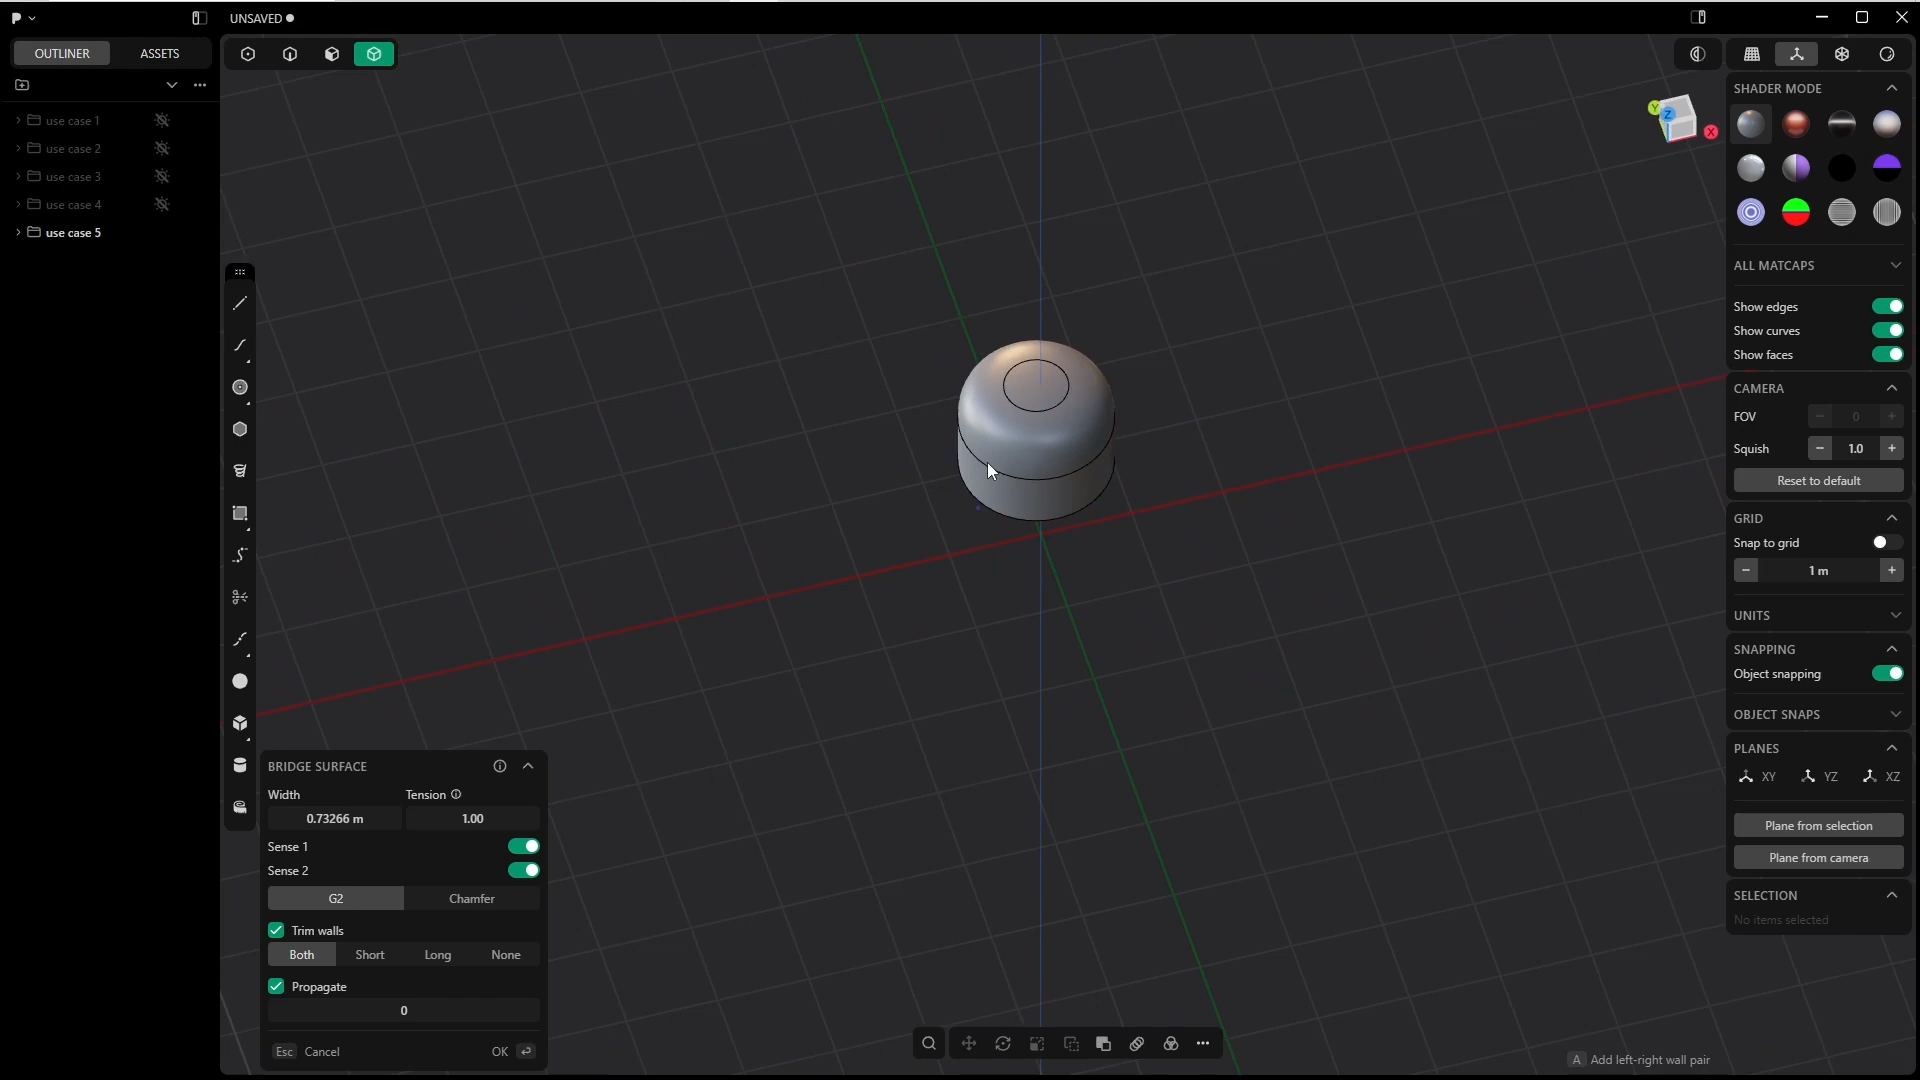 UNSAVED
OUTLINER ASSETS
use case 1
use case 2
use case 3
use case 4
use case 5
BRIDGE SURFACE
Width Tension
0.73266 m 1.00
Sense 1
Sense 2
G2 Chamfer
Trim walls
Both Short Long None
Propagate
0
Esc Cancel OK
Y Z X
SHADER MODE
ALL MATCAPS
Show edges
Show curves
Show faces
CAMERA
FOV − 0 +
Squish − 1.0 +
Reset to default
GRID
Snap to grid
− 1 m +
UNITS
SNAPPING
Object snapping
OBJECT SNAPS
PLANES
XY YZ XZ
Plane from selection
Plane from camera
SELECTION
No items selected
A Add left-right wall pair